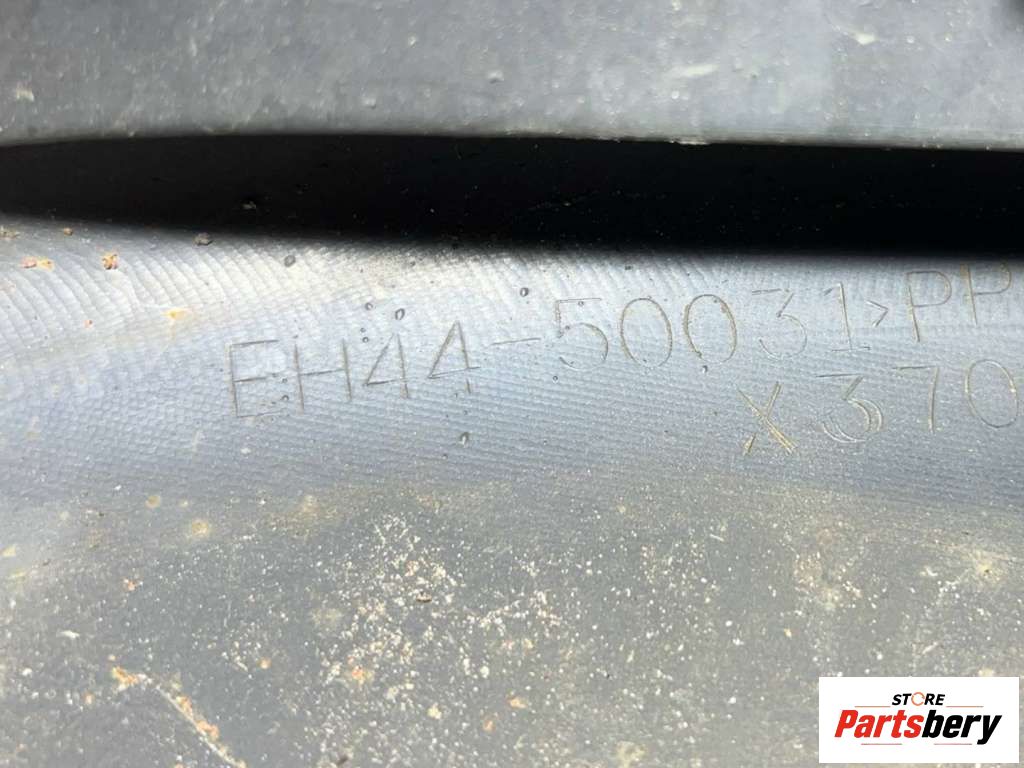 EH44-50031 >PP
X370
STORE
Partsbery